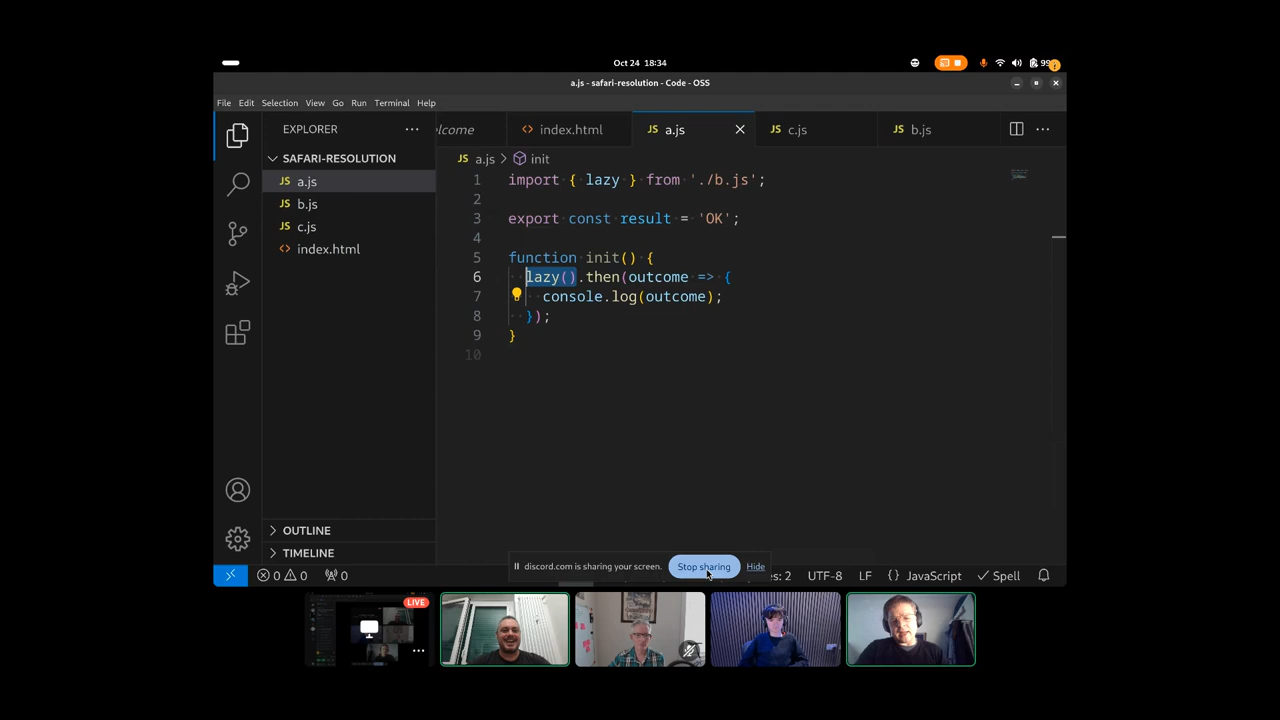 Oct 24 18:34
a.js - safari-resolution - Code - OSS
File Edit Selection View Go Run Terminal Help
EXPLORER
elcome
index.html
a.js
c.js
b.js
SAFARI-RESOLUTION
JS a.js
JS b.js
JS c.js
index.html
JS a.js > init
1 import { lazy } from './b.js';
2
3 export const result = 'OK';
4
5 function init() {
6 lazy().then(outcome => {
7 console.log(outcome);
8 });
9 }
10
OUTLINE
TIMELINE
discord.com is sharing your screen. Stop sharing Hide
0 0 0 es: 2 UTF-8 LF {} JavaScript Spell
LIVE